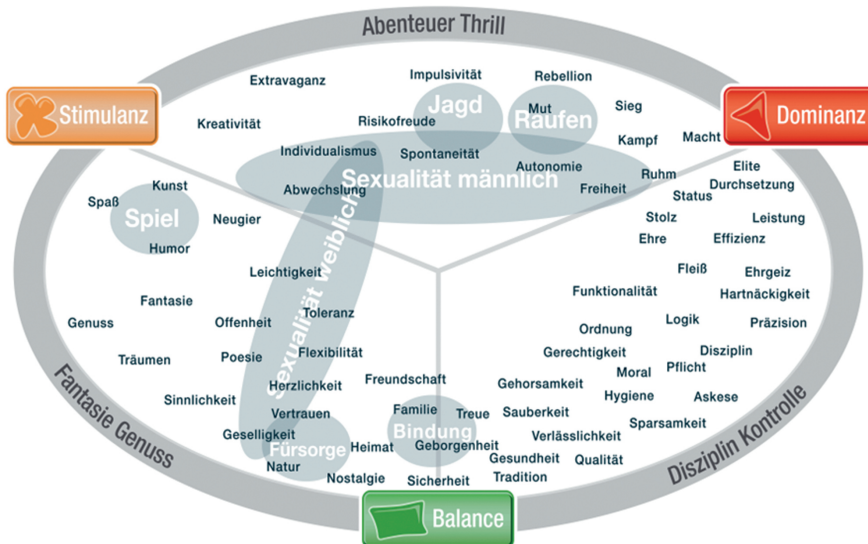 Abenteuer Thrill
Stimulanz
Dominanz
Extravaganz
Impulsivität
Rebellion
Kreativität
Risikofreude
Jagd
Mut
Raufen
Sieg
Kampf
Macht
Individualismus
Spontaneität
Autonomie
Abwechslung
Sexualität männlich
Freiheit
Ruhm
Elite
Durchsetzung
Status
Stolz
Leistung
Ehre
Effizienz
Fleiß
Ehrgeiz
Funktionalität
Hartnäckigkeit
Logik
Präzision
Ordnung
Gerechtigkeit
Disziplin
Moral
Pflicht
Gehorsamkeit
Hygiene
Askese
Sauberkeit
Sparsamkeit
Verlässlichkeit
Gesundheit
Qualität
Tradition
Disziplin Kontrolle
Kunst
Spaß
Spiel
Neugier
Humor
Leichtigkeit
Sexualität weiblich
Fantasie
Toleranz
Genuss
Offenheit
Träumen
Poesie
Flexibilität
Sinnlichkeit
Herzlichkeit
Freundschaft
Vertrauen
Familie
Treue
Geselligkeit
Bindung
Fürsorge
Heimat
Geborgenheit
Natur
Nostalgie
Sicherheit
Fantasie Genuss
Balance